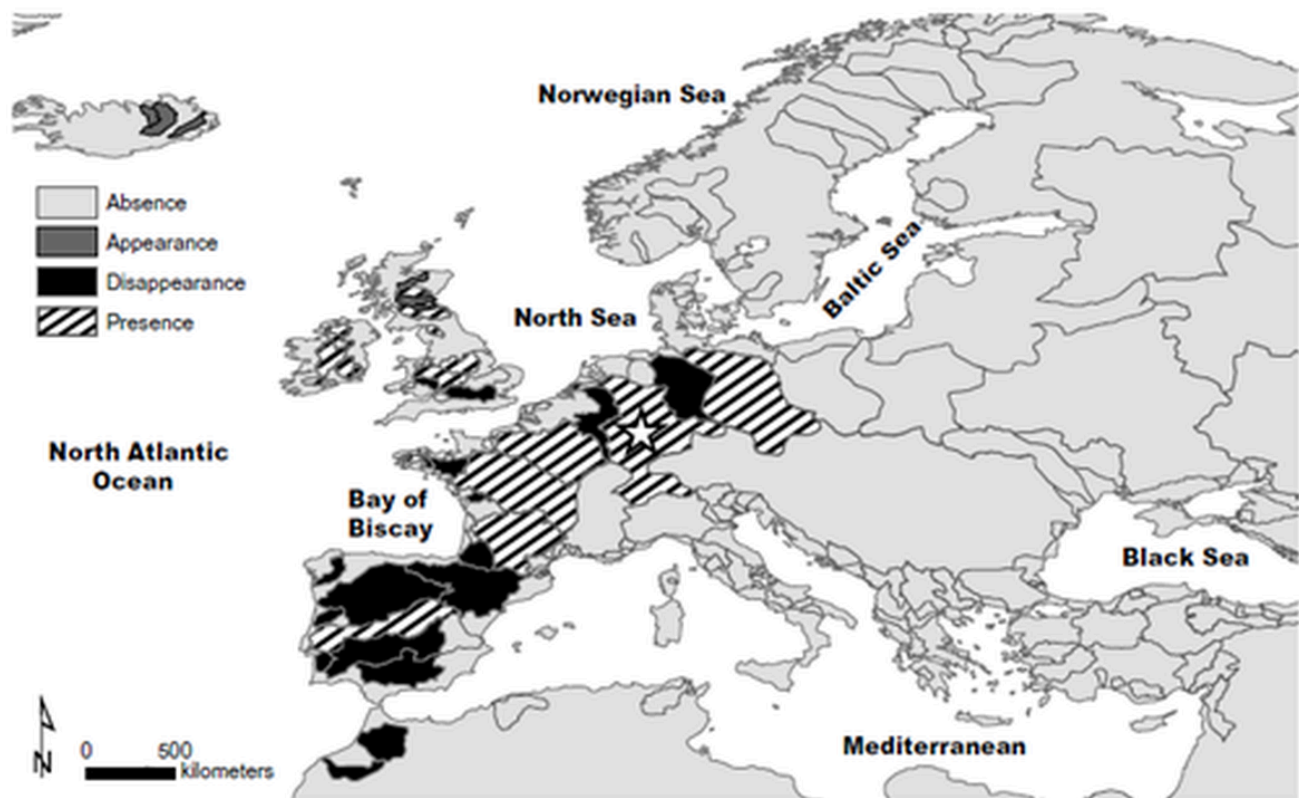 Norwegian Sea
Absence
Appearance
Disappearance
Presence
North Sea
Baltic Sea
North Atlantic
Ocean
Bay of
Biscay
Black Sea
Mediterranean
N
0 500
kilometers